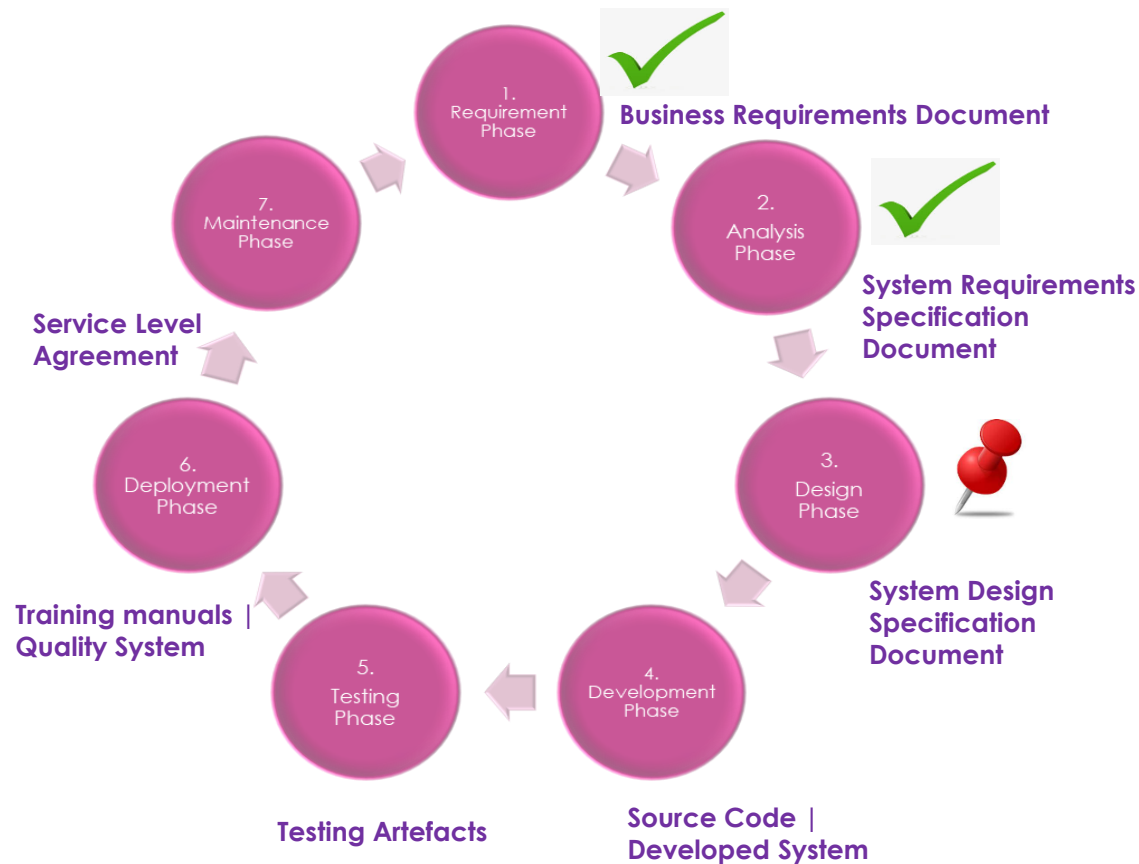 1.
Requirement
Phase
Business Requirements Document
2.
Analysis
Phase
System Requirements
Specification
Document
3.
Design
Phase
System Design
Specification
Document
4.
Development
Phase
Source Code |
Developed System
5.
Testing
Phase
Testing Artefacts
6.
Deployment
Phase
Training manuals |
Quality System
7.
Maintenance
Phase
Service Level
Agreement